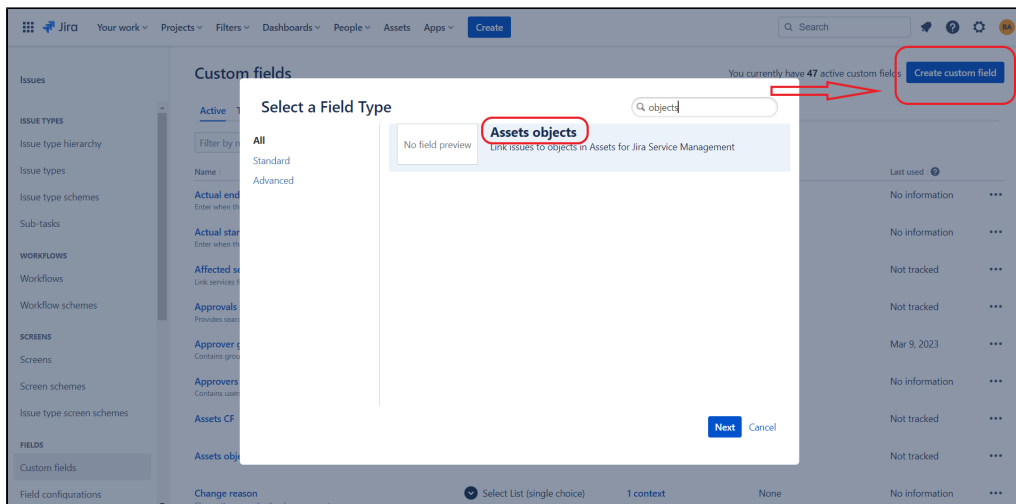 Jira Your work Projects Filters Dashboards People Assets Apps Create Search BA
Issues
Custom fields
You currently have 47 active custom fields Create custom field
Select a Field Type
objects
ISSUE TYPES
Active
All
No field preview
Assets objects
Link issues to objects in Assets for Jira Service Management
Issue type hierarchy
Filter by
Standard
Issue types
Name
Advanced
Last used
Issue type schemes
Actual end
Enter when
No information
Sub-tasks
Actual star
Enter when
No information
WORKFLOWS
Workflows
Affected se
Link services
Not tracked
Workflow schemes
Approvals
Provides sear
Not tracked
SCREENS
Screens
Approver g
Contains grou
Mar 9, 2023
Screen schemes
Approvers
Contains user
No information
Issue type screen schemes
Assets CF
Not tracked
Next Cancel
FIELDS
Custom fields
Assets obje
Not tracked
Field configurations
Change reason
Select List (single choice) 1 context None No information